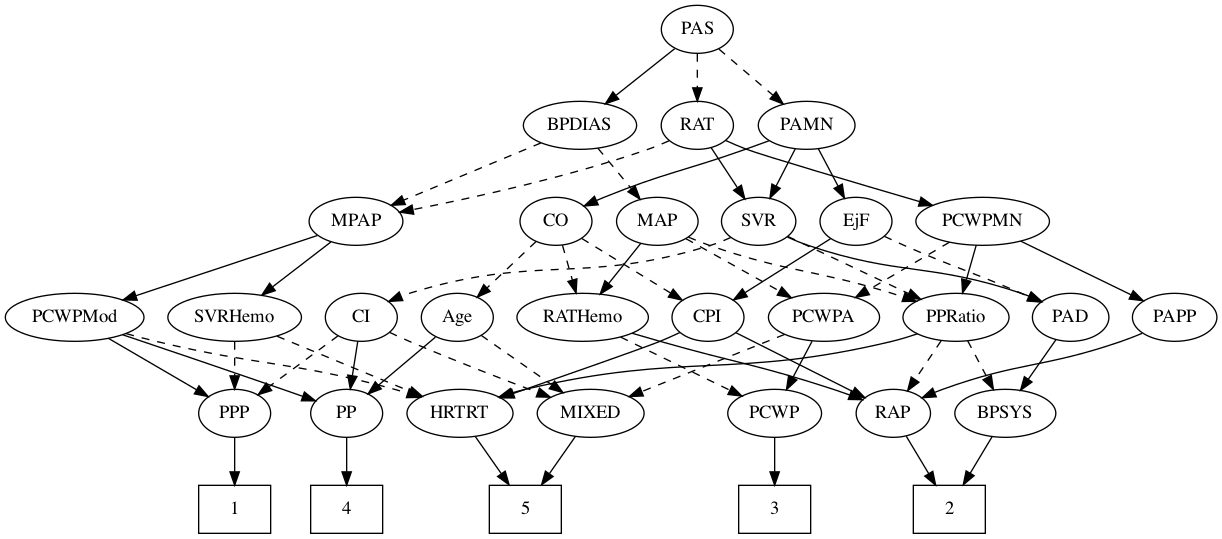 PAS
BPDIAS RAT PAMN
MPAP CO MAP SVR EjF PCWPMN
PCWPMod SVRHemo CI Age RATHemo CPI PCWPA PPRatio PAD PAPP
PPP PP HRTRT MIXED PCWP RAP BPSYS
1 4 5 3 2